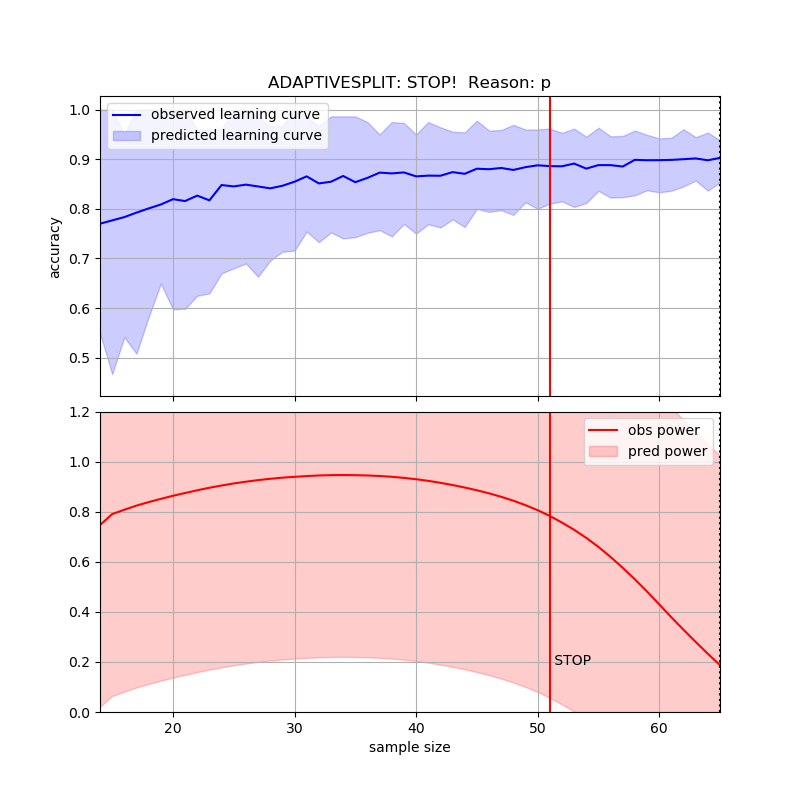 ADAPTIVESPLIT: STOP!  Reason: p
observed learning curve
predicted learning curve
1.0
0.9
0.8
0.7
0.6
0.5
accuracy
obs power
pred power
1.2
1.0
0.8
0.6
0.4
0.2
0.0
STOP
20 30 40 50 60
sample size